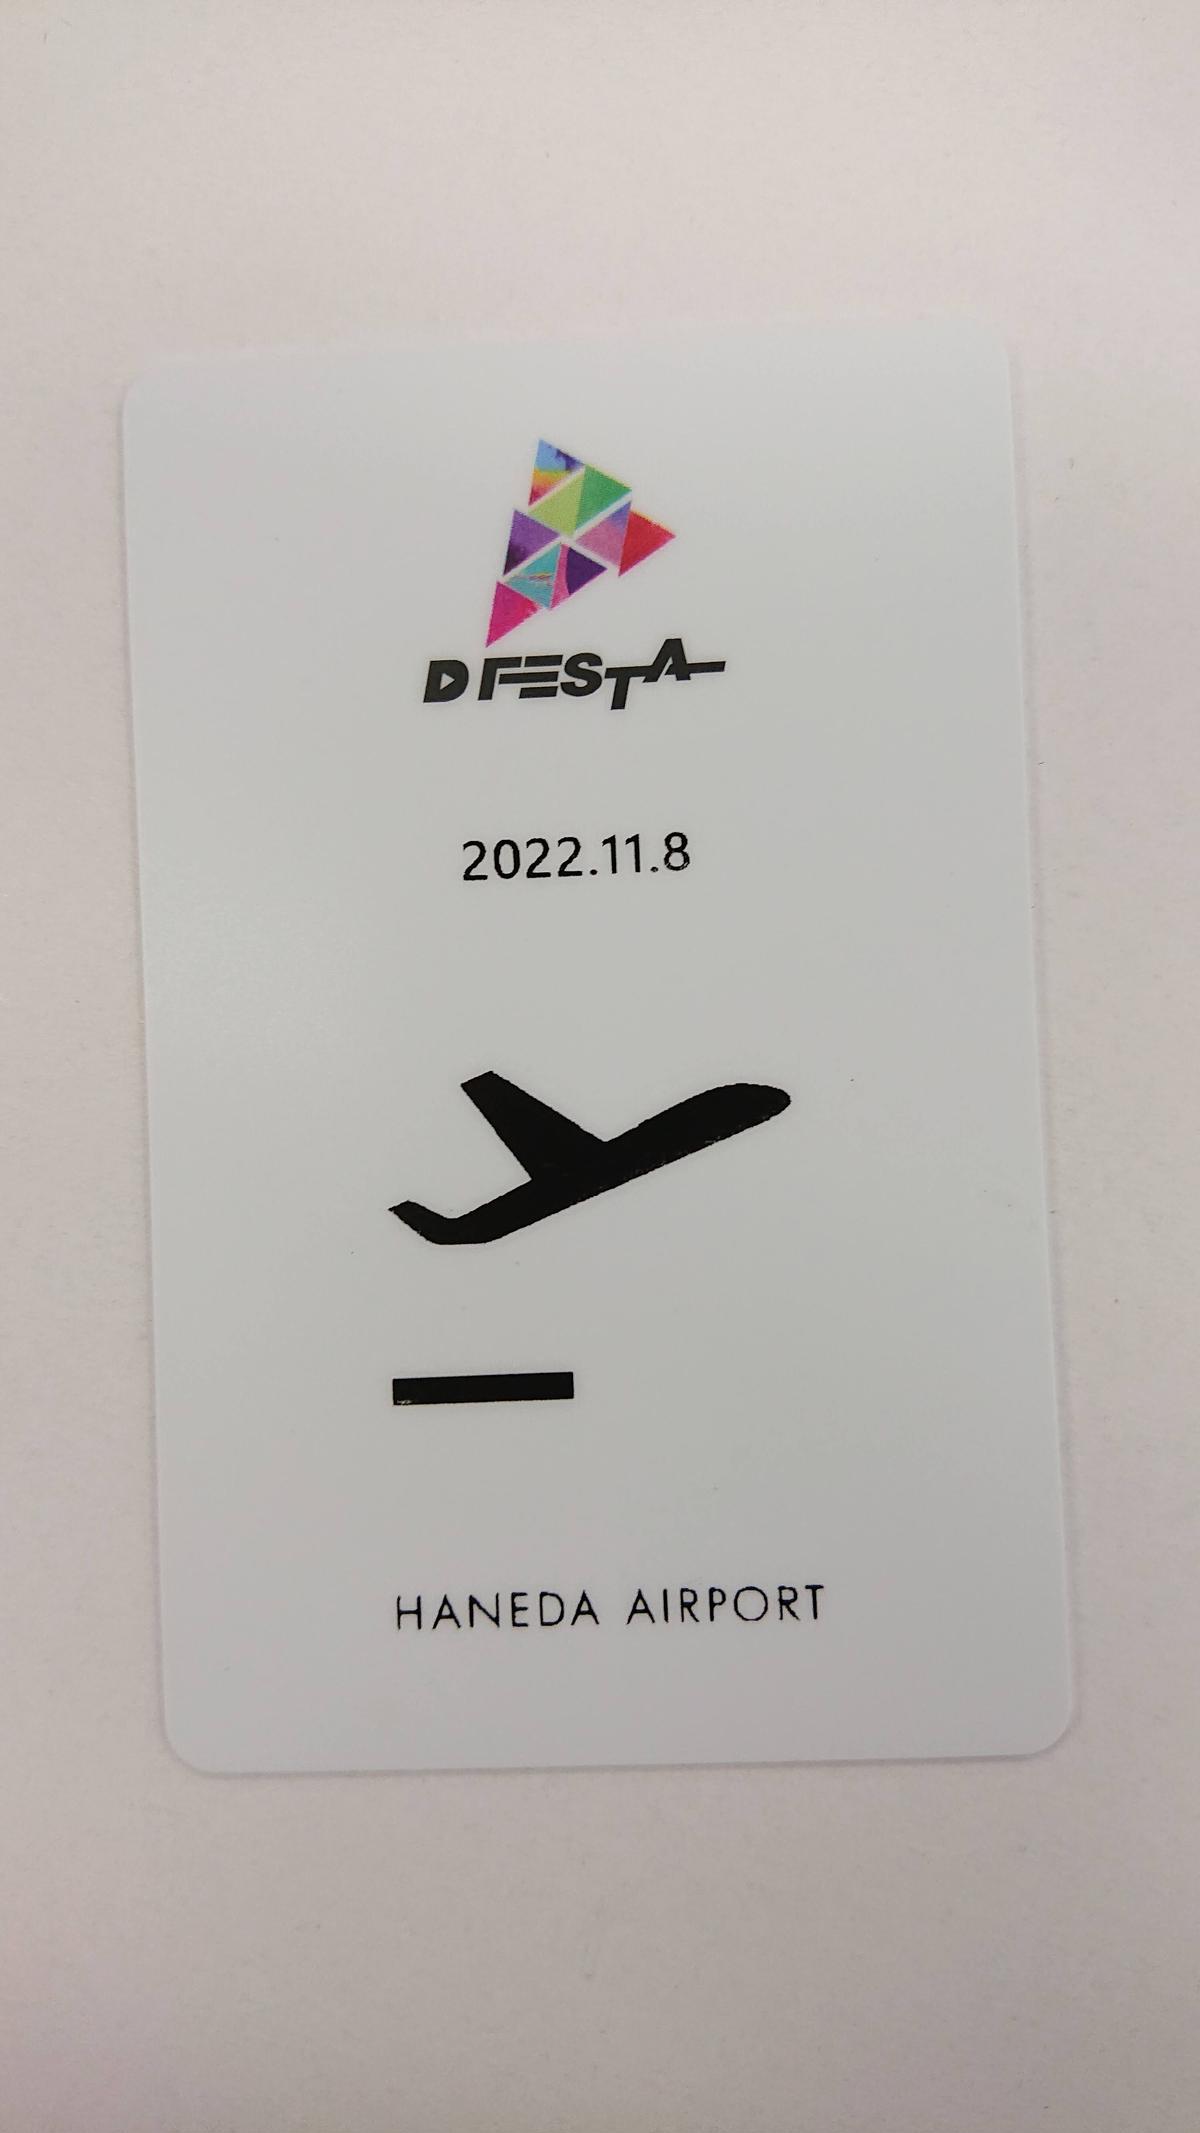 D FESTA
2022.11.8
HANEDA AIRPORT